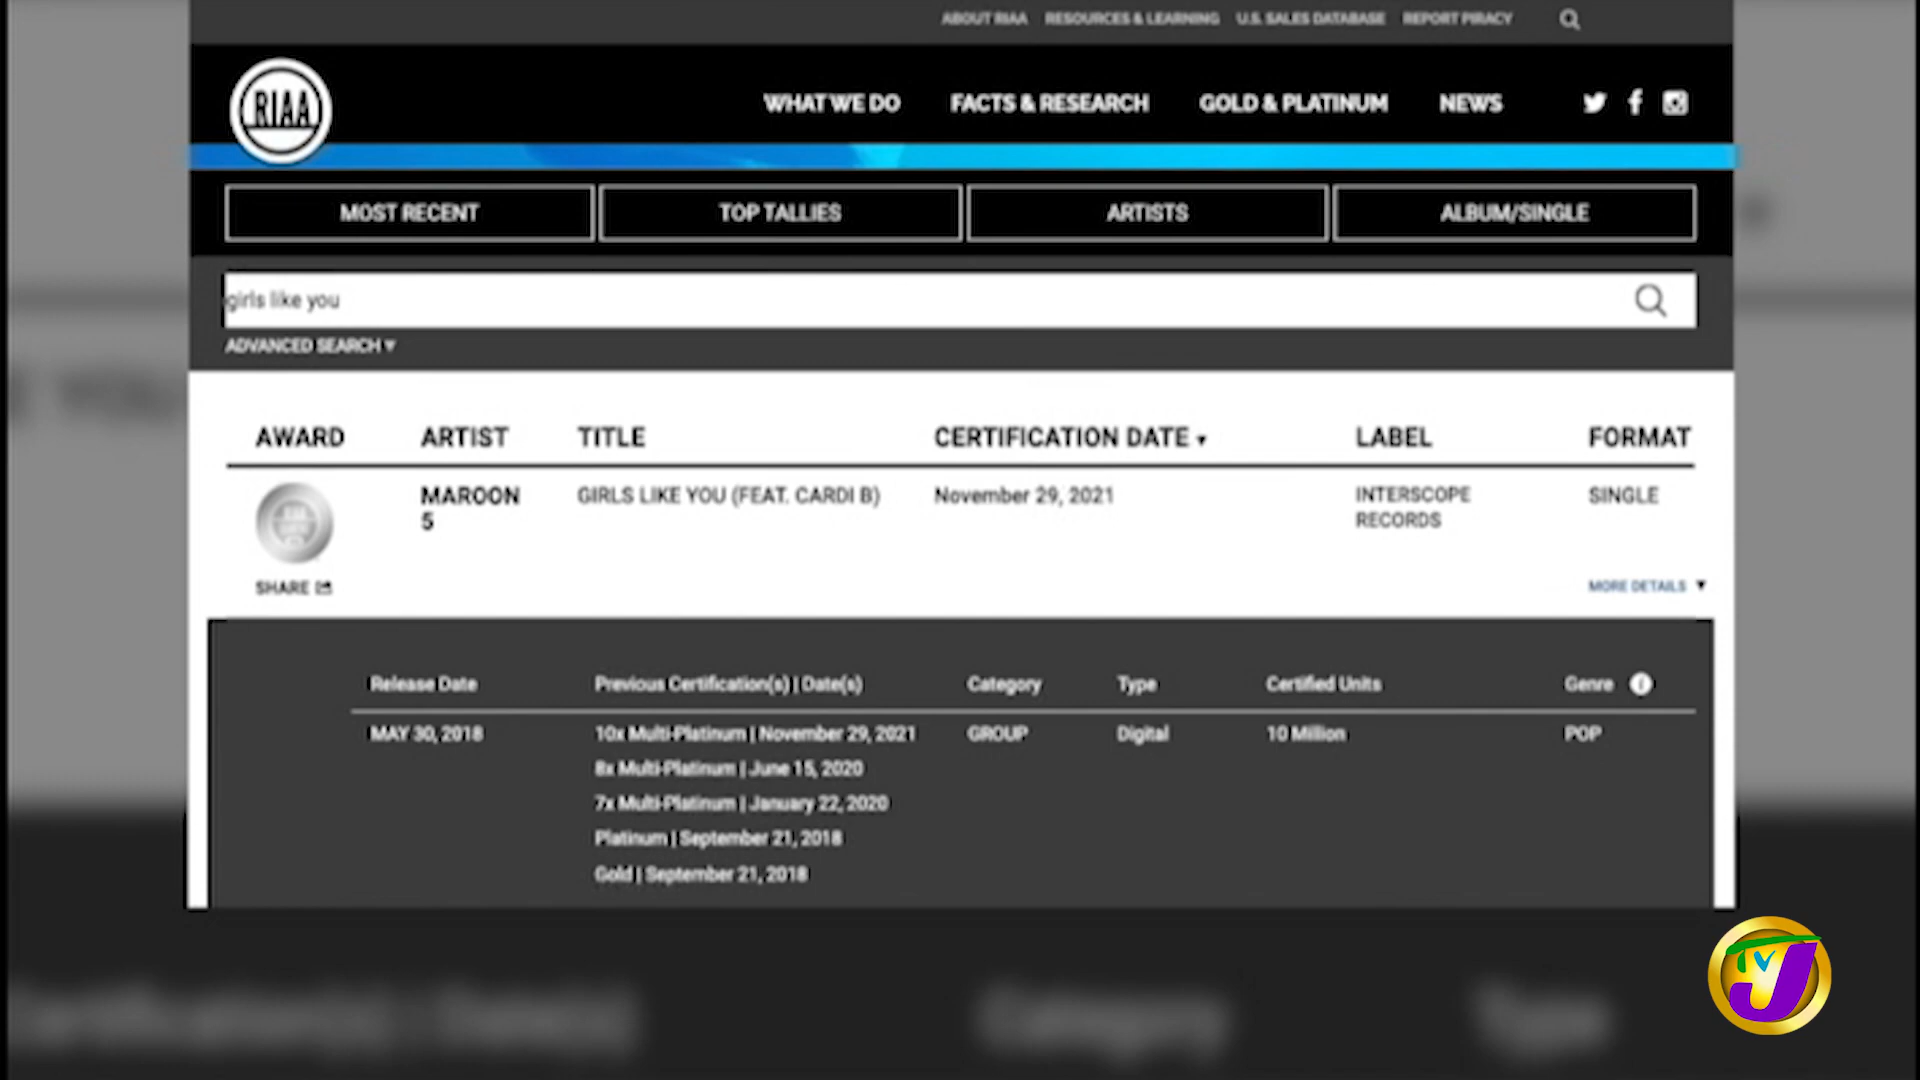 ABOUT RIAA RESOURCES & LEARNING U.S. SALES DATABASE REPORT PIRACY
RIAA
WHAT WE DO FACTS & RESEARCH GOLD & PLATINUM NEWS
MOST RECENT TOP TALLIES ARTISTS ALBUM/SINGLE
girls like you
ADVANCED SEARCH
AWARD ARTIST TITLE CERTIFICATION DATE LABEL FORMAT
MAROON GIRLS LIKE YOU (FEAT. CARDI B) November 29, 2021 INTERSCOPE SINGLE
5 RECORDS
SHARE MORE DETAILS
Release Date Previous Certification(s) | Date(s) Category Type Certified Units Genre
MAY 30, 2018 10x Multi-Platinum | November 29, 2021 GROUP Digital 10 Million POP
8x Multi-Platinum | June 15, 2020
7x Multi-Platinum | January 22, 2020
Platinum | September 21, 2018
Gold | September 21, 2018
Certification(s) | Date(s) Category Type
TVJ